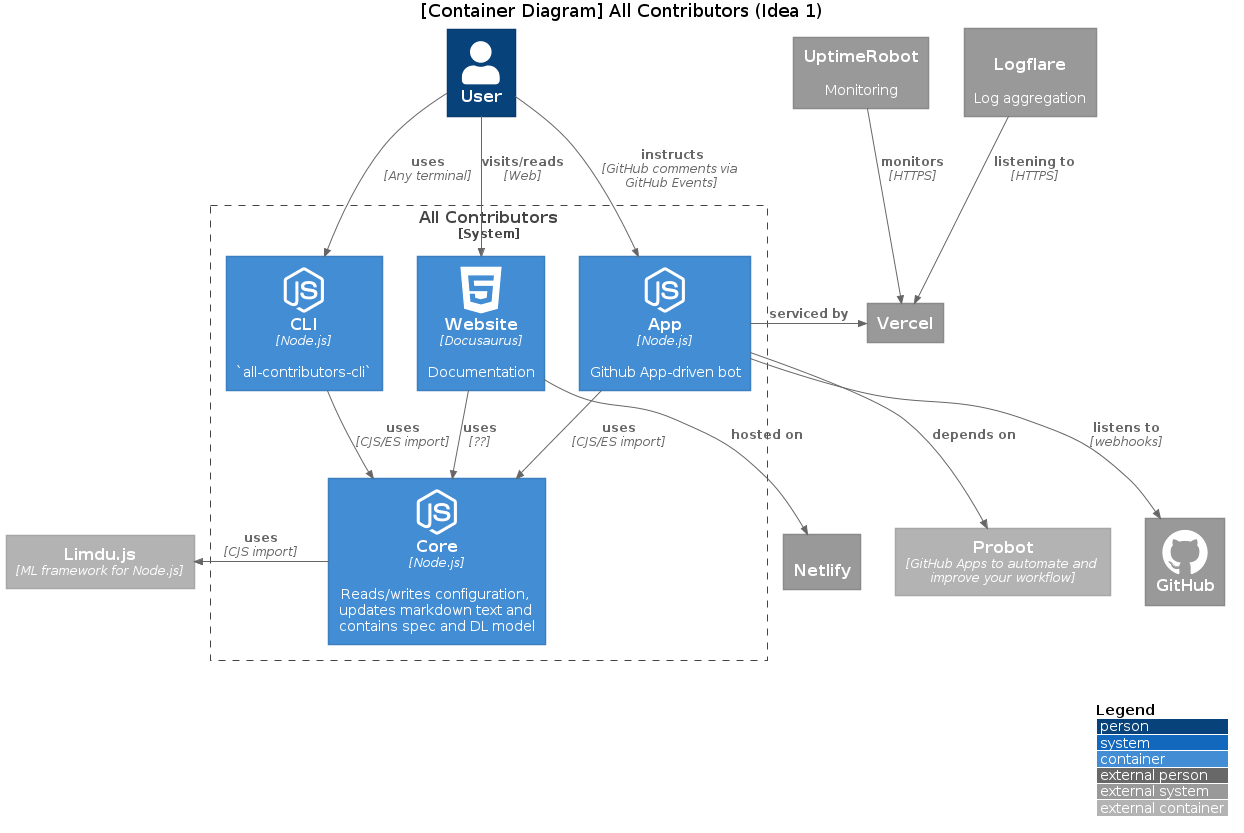 [Container Diagram] All Contributors (Idea 1)
User
UptimeRobot
Monitoring
Logflare
Log aggregation
uses
[Any terminal]
visits/reads
[Web]
instructs
[GitHub comments via
GitHub Events]
monitors
[HTTPS]
listening to
[HTTPS]
All Contributors
[System]
JS
CLI
[Node.js]
`all-contributors-cli`
Website
[Docusaurus]
Documentation
JS
App
[Node.js]
Github App-driven bot
serviced by
Vercel
uses
[CJS/ES import]
uses
[??]
uses
[CJS/ES import]
hosted on
depends on
listens to
[webhooks]
JS
Core
[Node.js]
Reads/writes configuration,
updates markdown text and
contains spec and DL model
uses
[CJS import]
Limdu.js
[ML framework for Node.js]
Netlify
Probot
[GitHub Apps to automate and
improve your workflow]
GitHub
Legend
person
system
container
external person
external system
external container